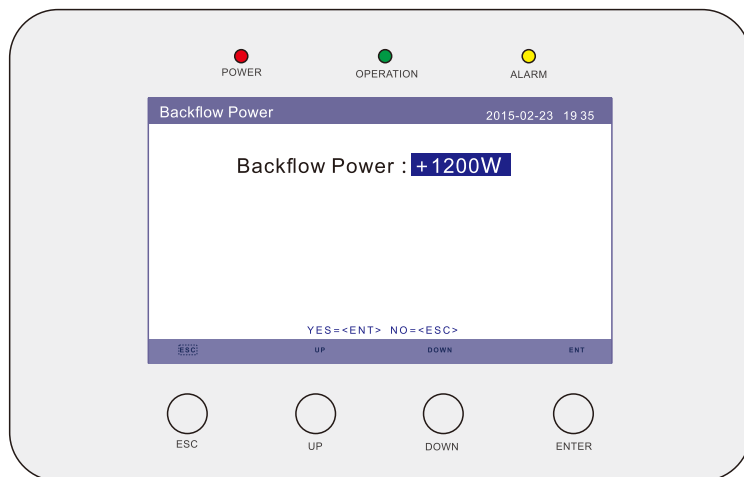 POWER OPERATION ALARM
Backflow Power 2015-02-23 19 35
Backflow Power : +1200W
YES=<ENT> NO=<ESC>
ESC UP DOWN ENT
ESC UP DOWN ENTER